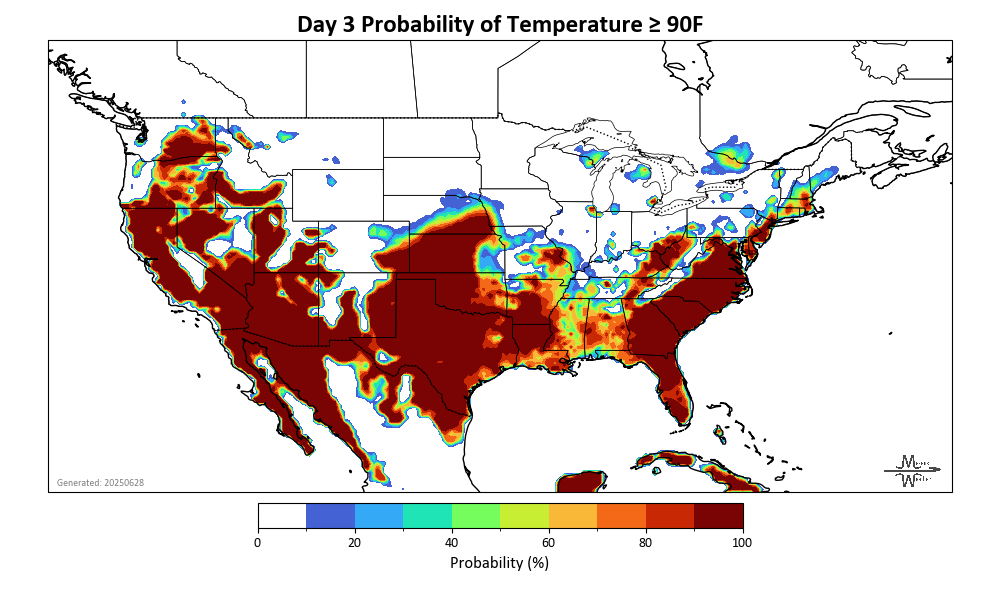 Day 3 Probability of Temperature ≥ 90F
Generated: 20250628
0 20 40 60 80 100
Probability (%)